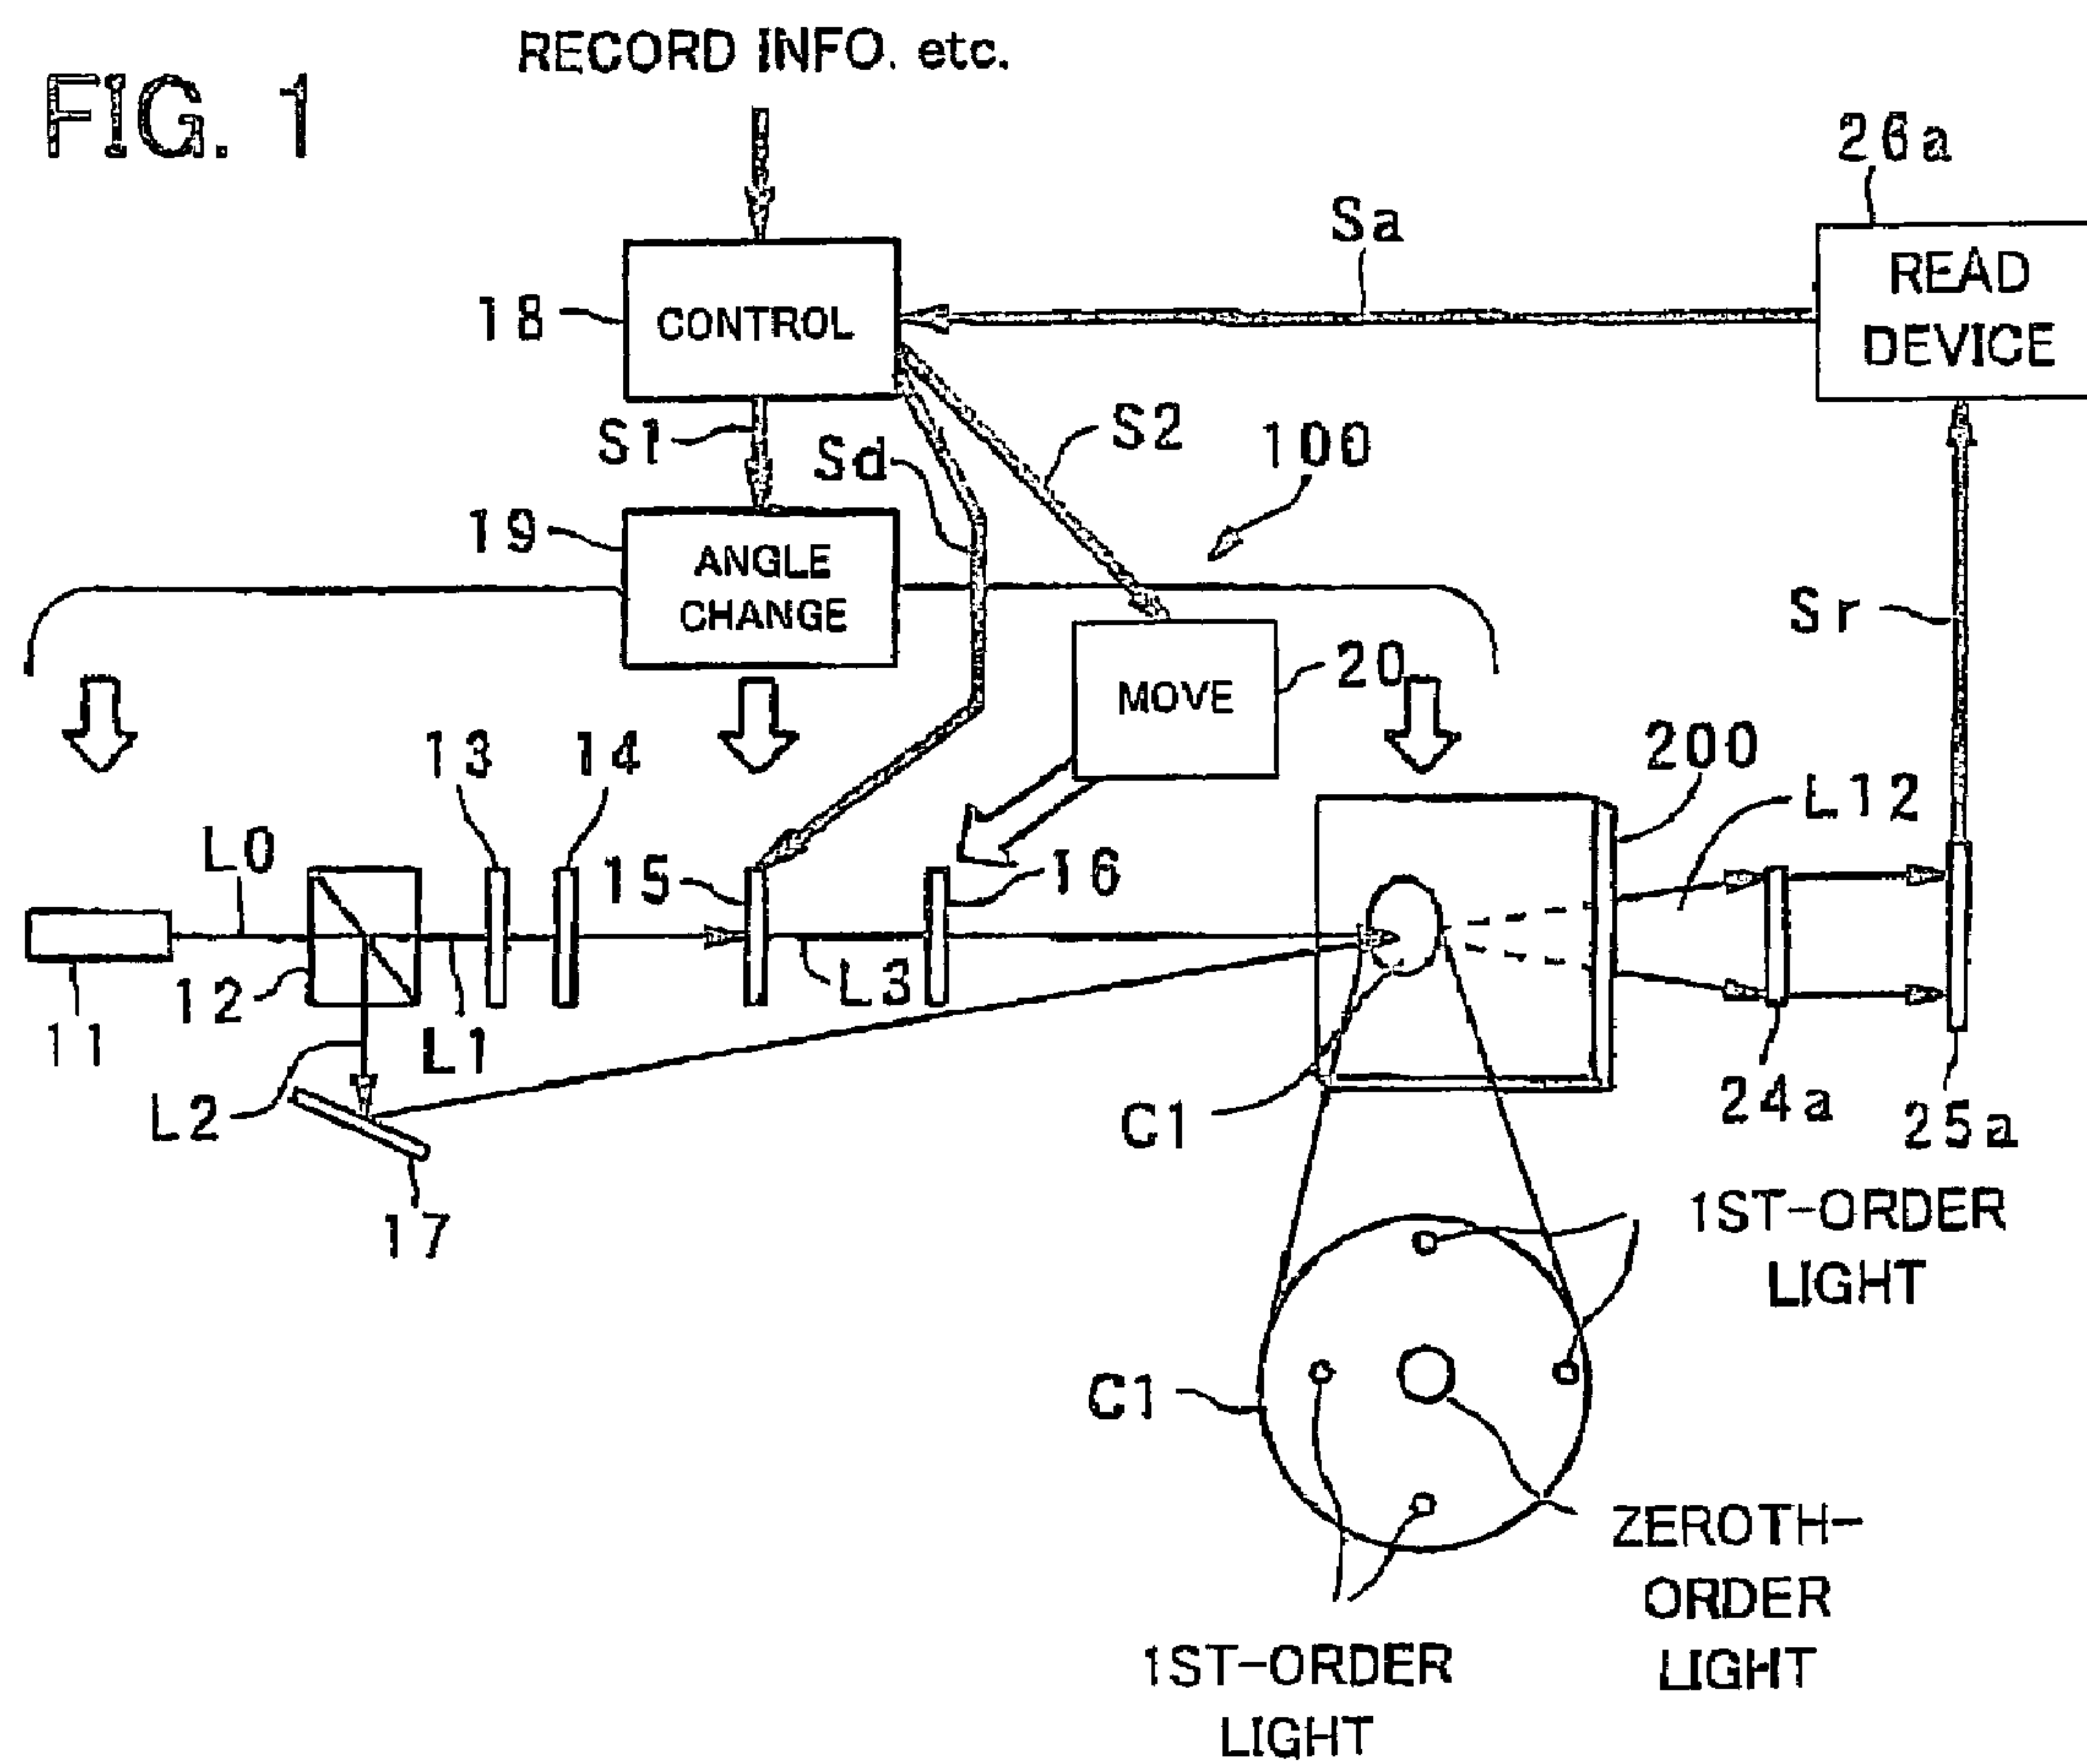 FIG. 1
RECORD INFO. etc.
26a
READ
DEVICE
Sa
18
CONTROL
S1
Sd
S2
100
19
ANGLE
CHANGE
Sr
MOVE
20
200
L12
13
14
L0
15
16
11
12
L1
L3
L2
17
C1
24a
25a
1ST-ORDER
LIGHT
C1
ZEROTH-
ORDER
LIGHT
1ST-ORDER
LIGHT